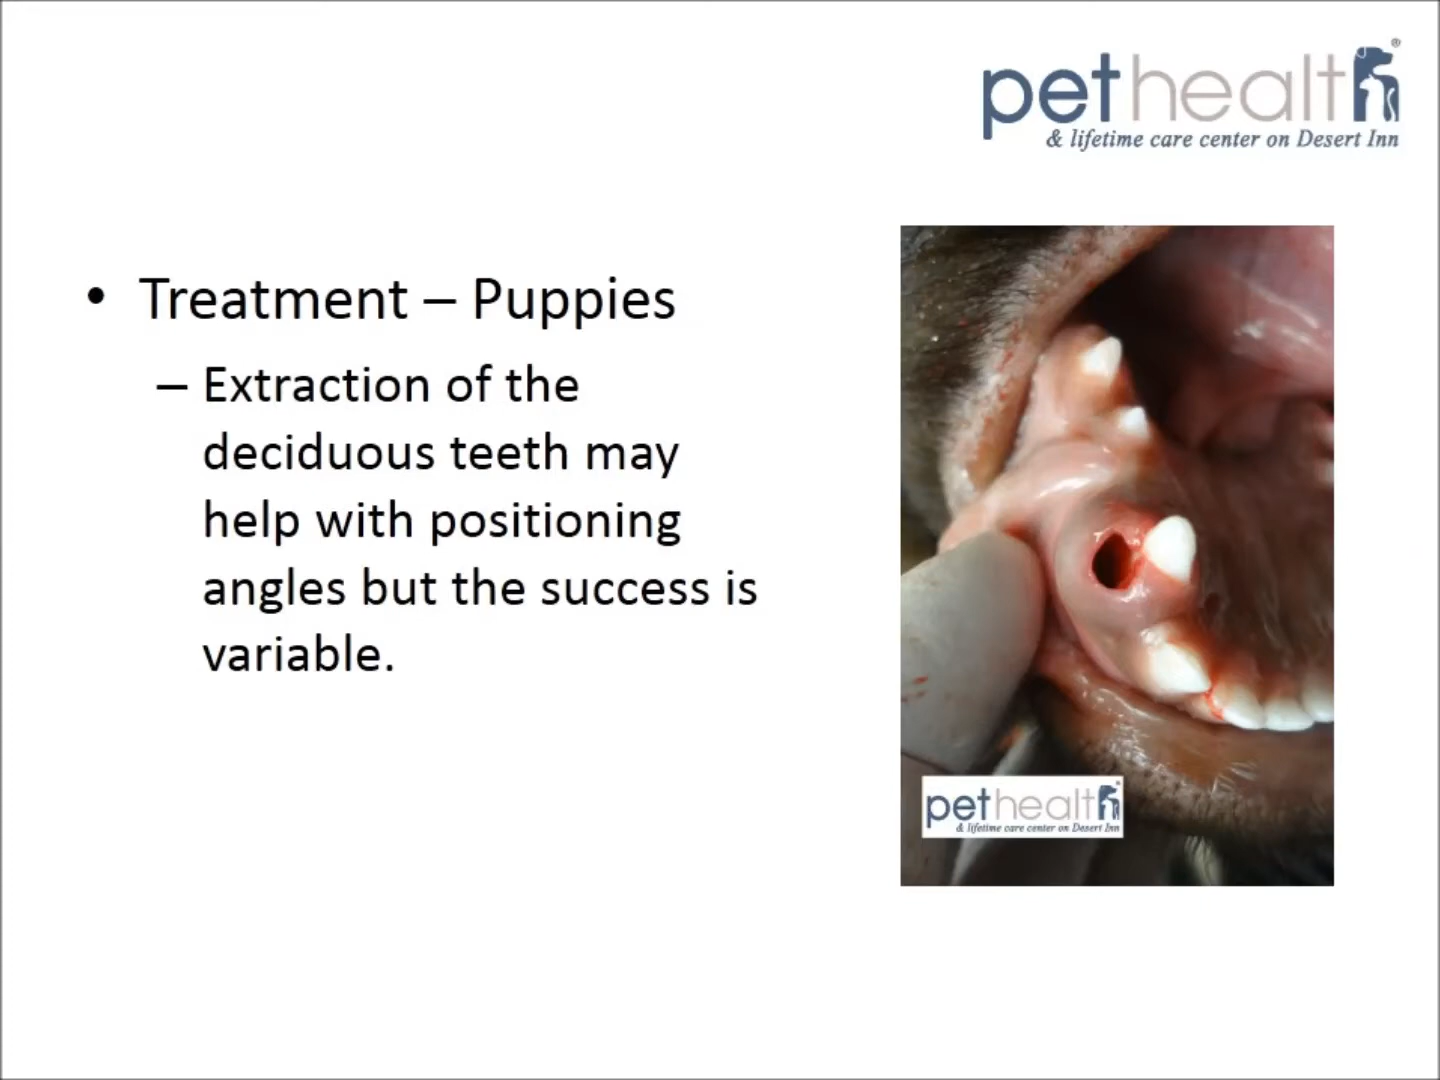 pethealth®
& lifetime care center on Desert Inn
• Treatment – Puppies
– Extraction of the
deciduous teeth may
help with positioning
angles but the success is
variable.
pethealth®
& lifetime care center on Desert Inn